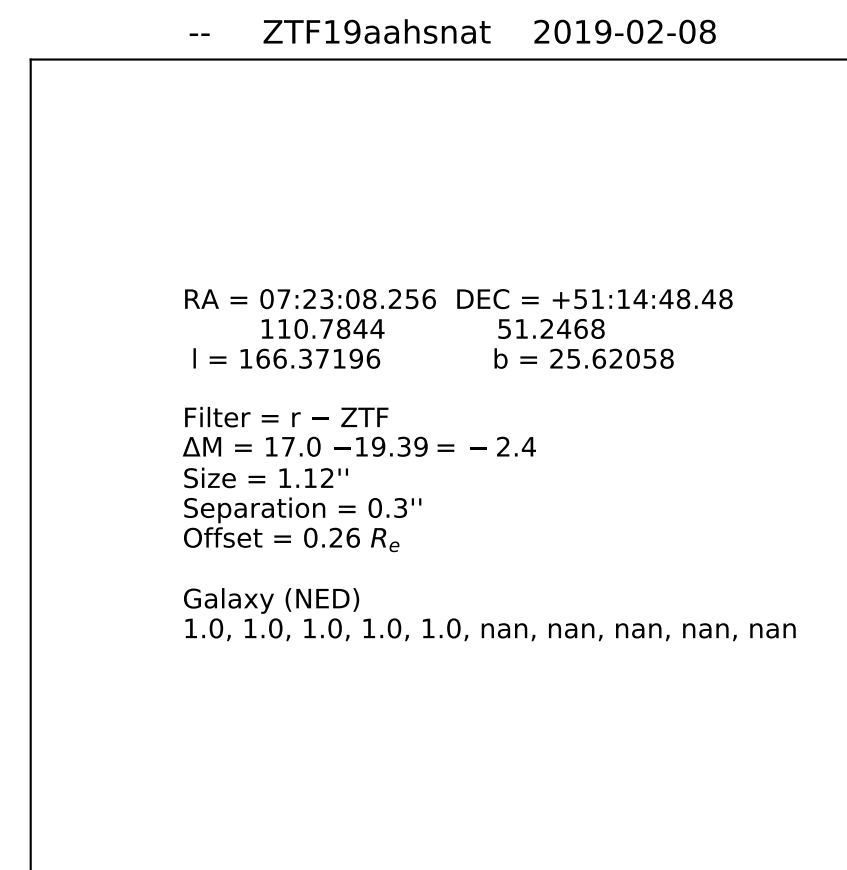 -- ZTF19aahsnat 2019-02-08
RA = 07:23:08.256 DEC = +51:14:48.48
110.7844 51.2468
l = 166.37196 b = 25.62058
Filter = r − ZTF
ΔM = 17.0 −19.39 = − 2.4
Size = 1.12''
Separation = 0.3''
Offset = 0.26 Re
Galaxy (NED)
1.0, 1.0, 1.0, 1.0, 1.0, nan, nan, nan, nan, nan